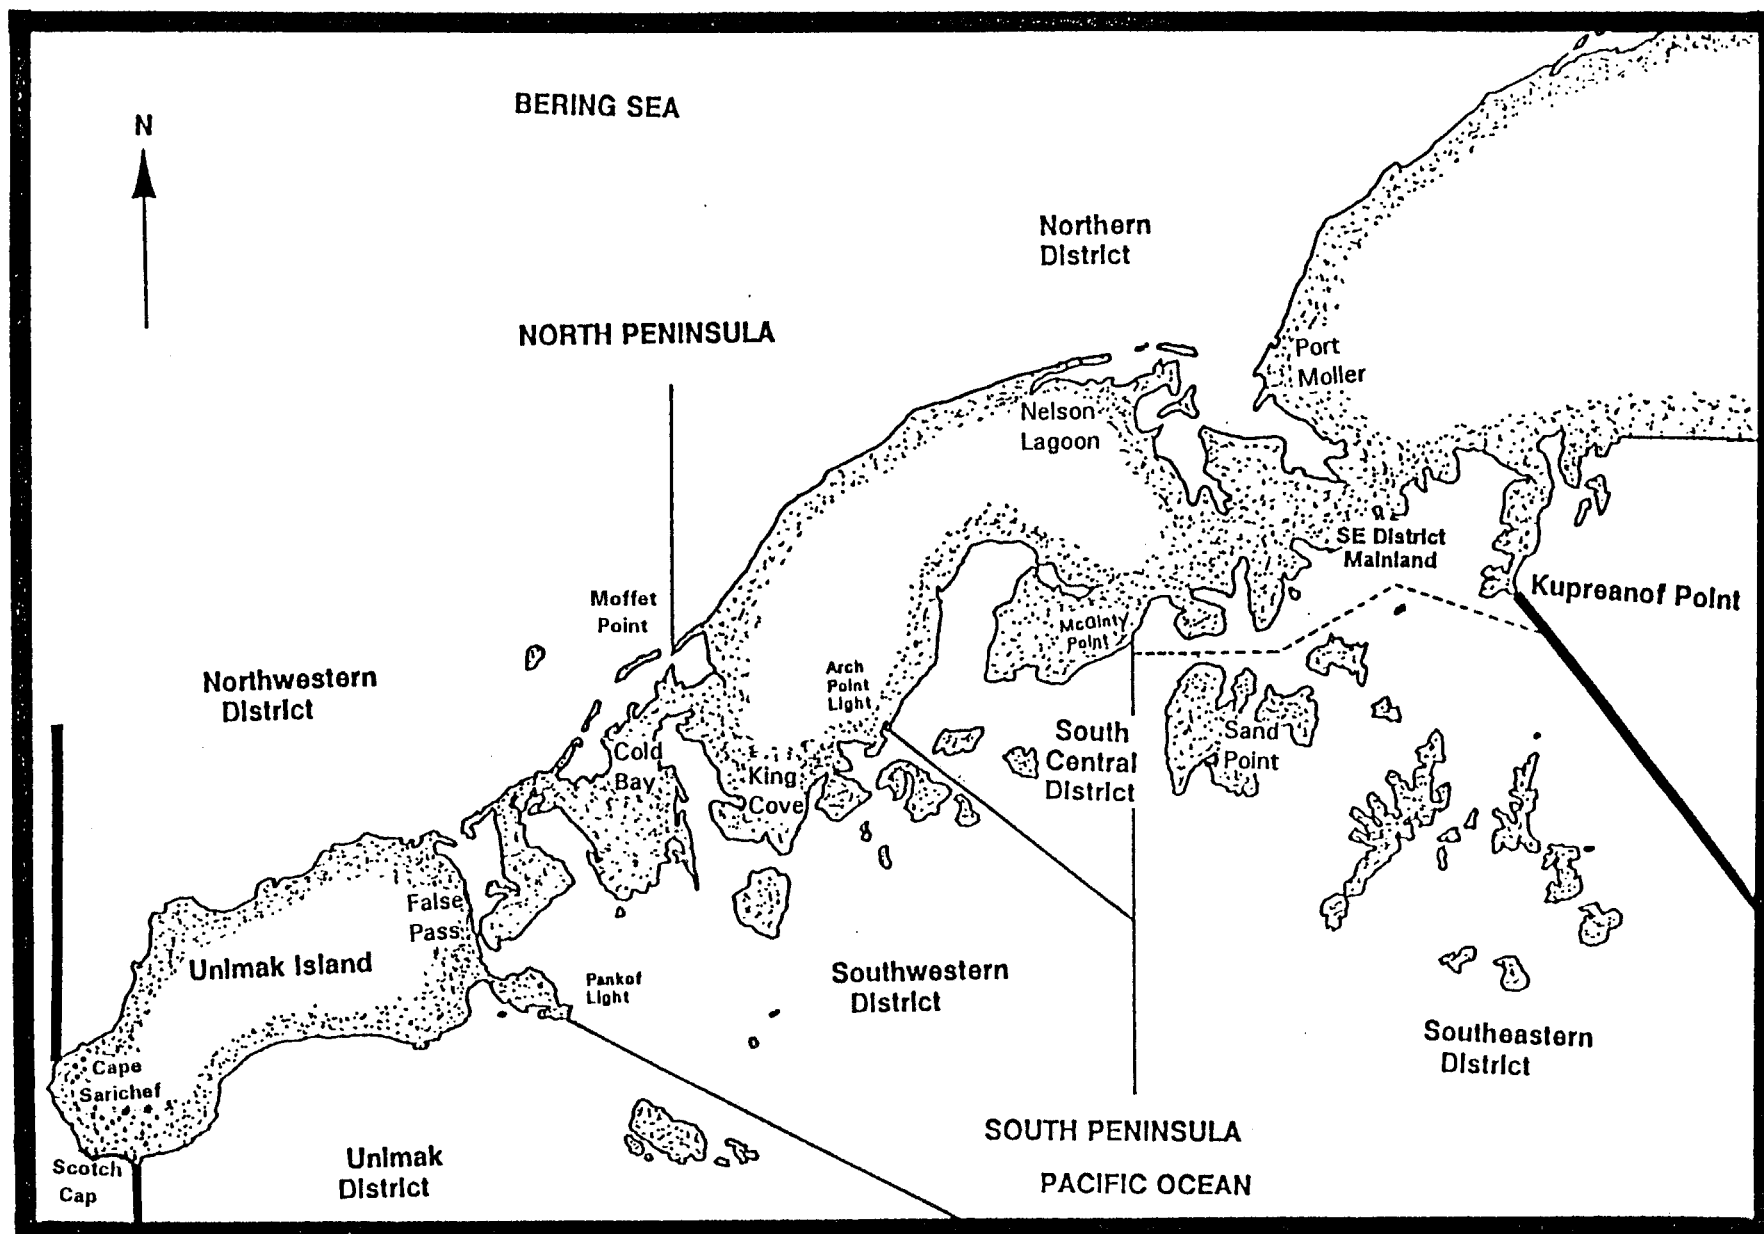 BERING SEA
N
Northern
District
NORTH PENINSULA
Port
Moller
Nelson
Lagoon
SE District
Mainland
Kupreanof Point
Moffet
Point
McGinty
Point
Arch
Point
Light
Northwestern
District
South
Central
District
Sand
Point
Cold
Bay
King
Cove
False
Pass
Unimak Island
Pankof
Light
Southwestern
District
Southeastern
District
Cape
Sarichef
Scotch
Cap
Unimak
District
SOUTH PENINSULA
PACIFIC OCEAN